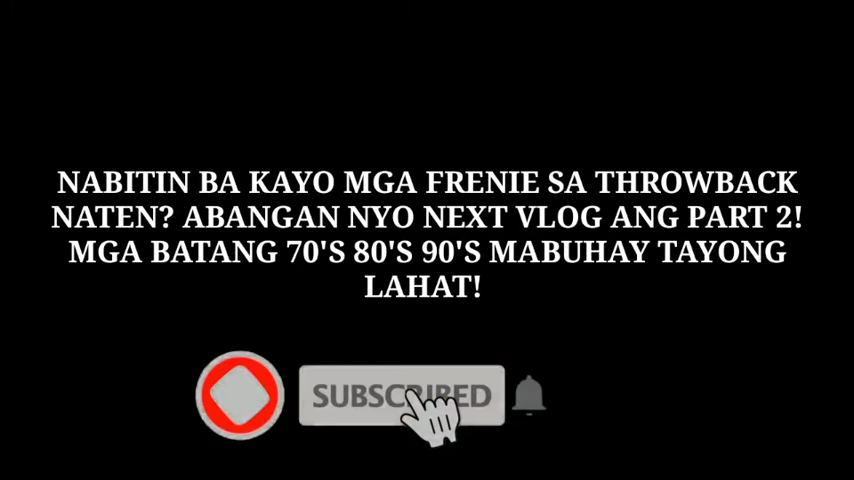 NABITIN BA KAYO MGA FRENIE SA THROWBACK
NATEN? ABANGAN NYO NEXT VLOG ANG PART 2!
MGA BATANG 70'S 80'S 90'S MABUHAY TAYONG
LAHAT!
SUBSCRIBED